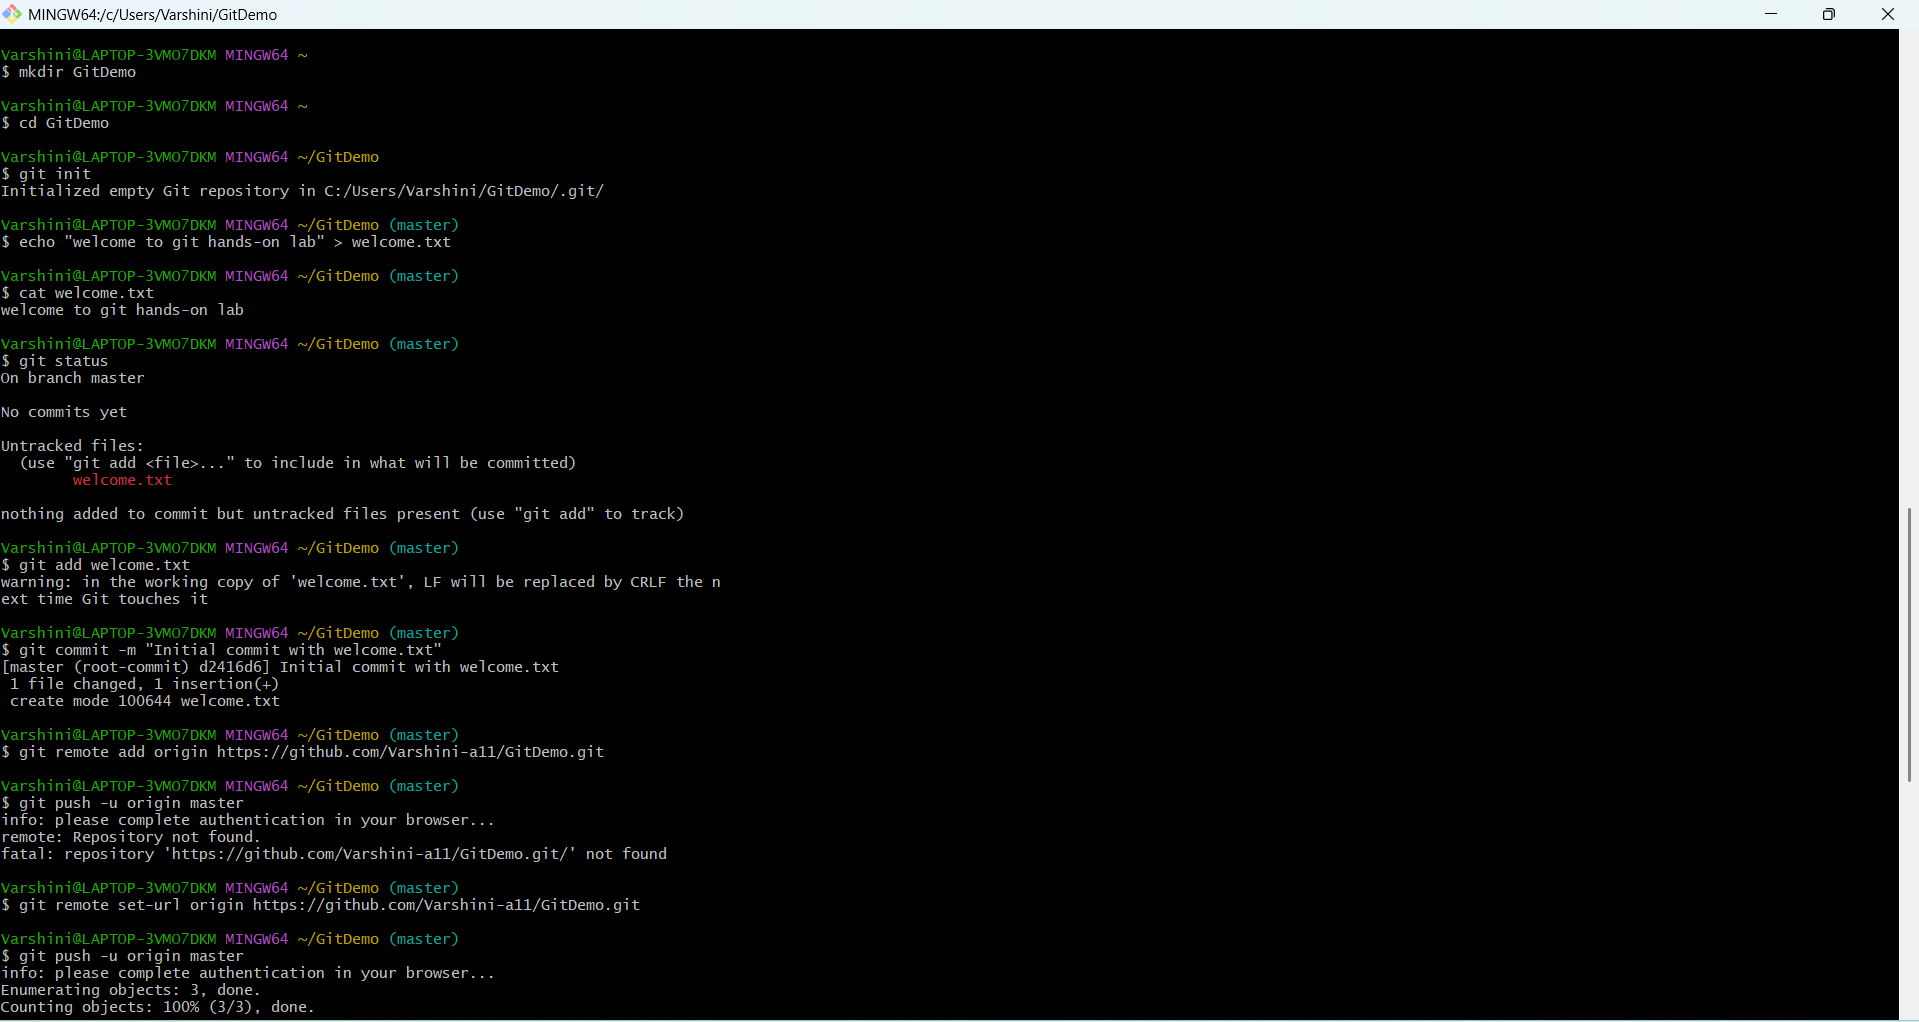 MINGW64:/c/Users/Varshini/GitDemo
Varshini@LAPTOP-3VMO7DKM MINGW64 ~
$ mkdir GitDemo
Varshini@LAPTOP-3VMO7DKM MINGW64 ~
$ cd GitDemo
Varshini@LAPTOP-3VMO7DKM MINGW64 ~/GitDemo
$ git init
Initialized empty Git repository in C:/Users/Varshini/GitDemo/.git/
Varshini@LAPTOP-3VMO7DKM MINGW64 ~/GitDemo (master)
$ echo "welcome to git hands-on lab" > welcome.txt
Varshini@LAPTOP-3VMO7DKM MINGW64 ~/GitDemo (master)
$ cat welcome.txt
welcome to git hands-on lab
Varshini@LAPTOP-3VMO7DKM MINGW64 ~/GitDemo (master)
$ git status
On branch master
No commits yet
Untracked files:
  (use "git add <file>..." to include in what will be committed)
        welcome.txt
nothing added to commit but untracked files present (use "git add" to track)
Varshini@LAPTOP-3VMO7DKM MINGW64 ~/GitDemo (master)
$ git add welcome.txt
warning: in the working copy of 'welcome.txt', LF will be replaced by CRLF the n
ext time Git touches it
Varshini@LAPTOP-3VMO7DKM MINGW64 ~/GitDemo (master)
$ git commit -m "Initial commit with welcome.txt"
[master (root-commit) d2416d6] Initial commit with welcome.txt
 1 file changed, 1 insertion(+)
 create mode 100644 welcome.txt
Varshini@LAPTOP-3VMO7DKM MINGW64 ~/GitDemo (master)
$ git remote add origin https://github.com/Varshini-a11/GitDemo.git
Varshini@LAPTOP-3VMO7DKM MINGW64 ~/GitDemo (master)
$ git push -u origin master
info: please complete authentication in your browser...
remote: Repository not found.
fatal: repository 'https://github.com/Varshini-a11/GitDemo.git/' not found
Varshini@LAPTOP-3VMO7DKM MINGW64 ~/GitDemo (master)
$ git remote set-url origin https://github.com/Varshini-a11/GitDemo.git
Varshini@LAPTOP-3VMO7DKM MINGW64 ~/GitDemo (master)
$ git push -u origin master
info: please complete authentication in your browser...
Enumerating objects: 3, done.
Counting objects: 100% (3/3), done.